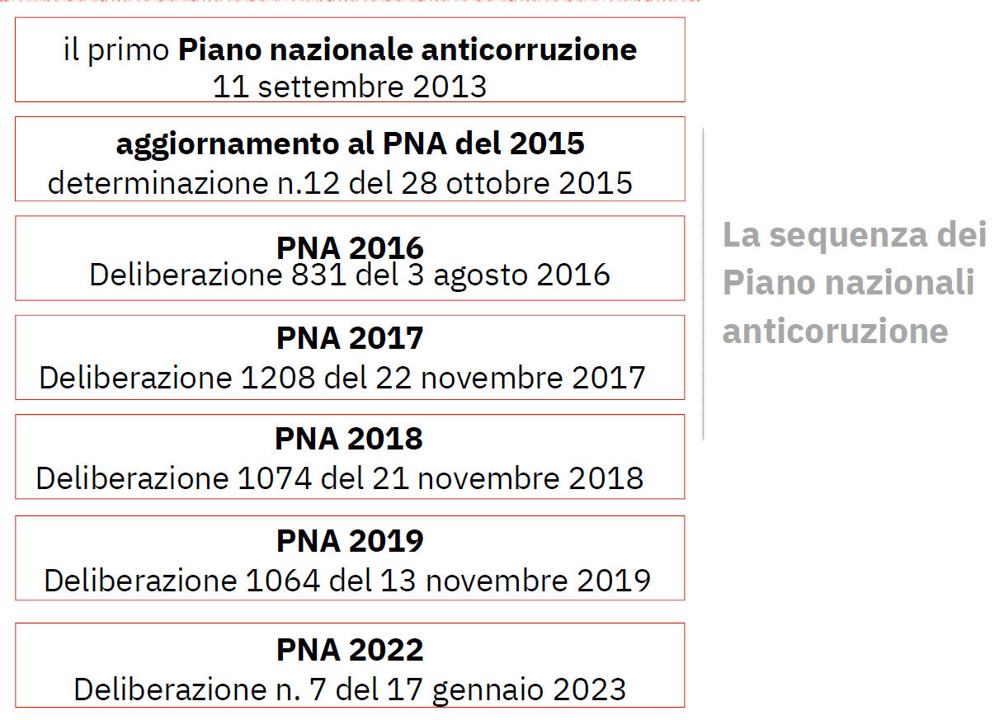 il primo Piano nazionale anticorruzione
11 settembre 2013
aggiornamento al PNA del 2015
determinazione n.12 del 28 ottobre 2015
PNA 2016
Deliberazione 831 del 3 agosto 2016
PNA 2017
Deliberazione 1208 del 22 novembre 2017
PNA 2018
Deliberazione 1074 del 21 novembre 2018
PNA 2019
Deliberazione 1064 del 13 novembre 2019
PNA 2022
Deliberazione n. 7 del 17 gennaio 2023
La sequenza dei
Piano nazionali
anticoruzione